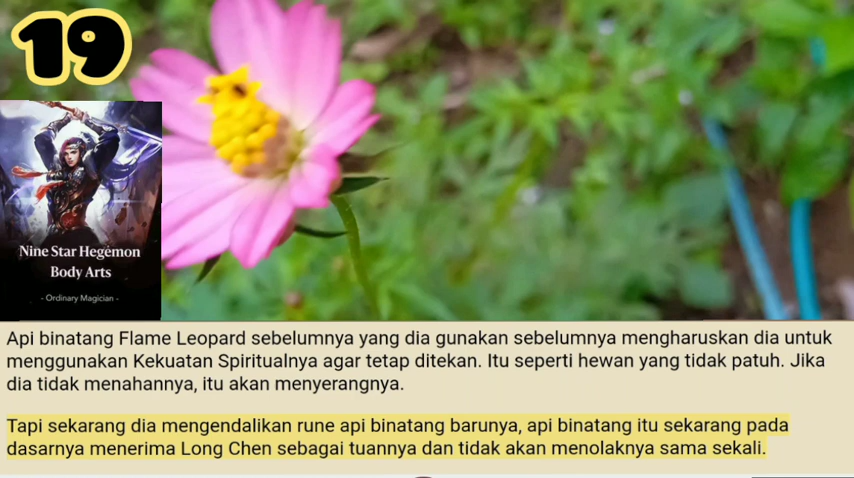 19
Nine Star Hegemon
Body Arts
- Ordinary Magician -
Api binatang Flame Leopard sebelumnya yang dia gunakan sebelumnya mengharuskan dia untuk
menggunakan Kekuatan Spiritualnya agar tetap ditekan. Itu seperti hewan yang tidak patuh. Jika
dia tidak menahannya, itu akan menyerangnya.
Tapi sekarang dia mengendalikan rune api binatang barunya, api binatang itu sekarang pada
dasarnya menerima Long Chen sebagai tuannya dan tidak akan menolaknya sama sekali.